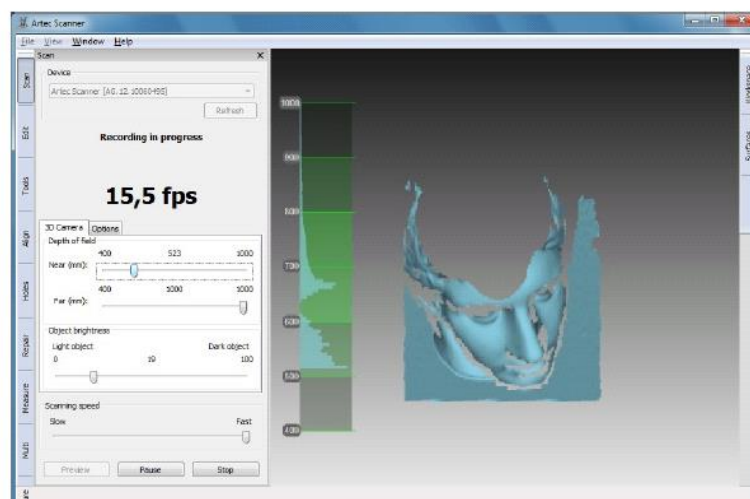 Artec Scanner
File View Window Help
Scan
Device
Artec Scanner [AG. 12. 10060495]
Refresh
Recording in progress
15,5 fps
3D Camera Options
Depth of field
400 523 1000
Near (mm):
400 1000 1000
Far (mm):
Object brightness
Light object Dark object
0 19 100
Scanning speed
Slow Fast
Preview Pause Stop
Scan
Edit
Tools
Align
Holes
Repair
Measure
Multi
1000
900
800
700
600
500
400
Workspace